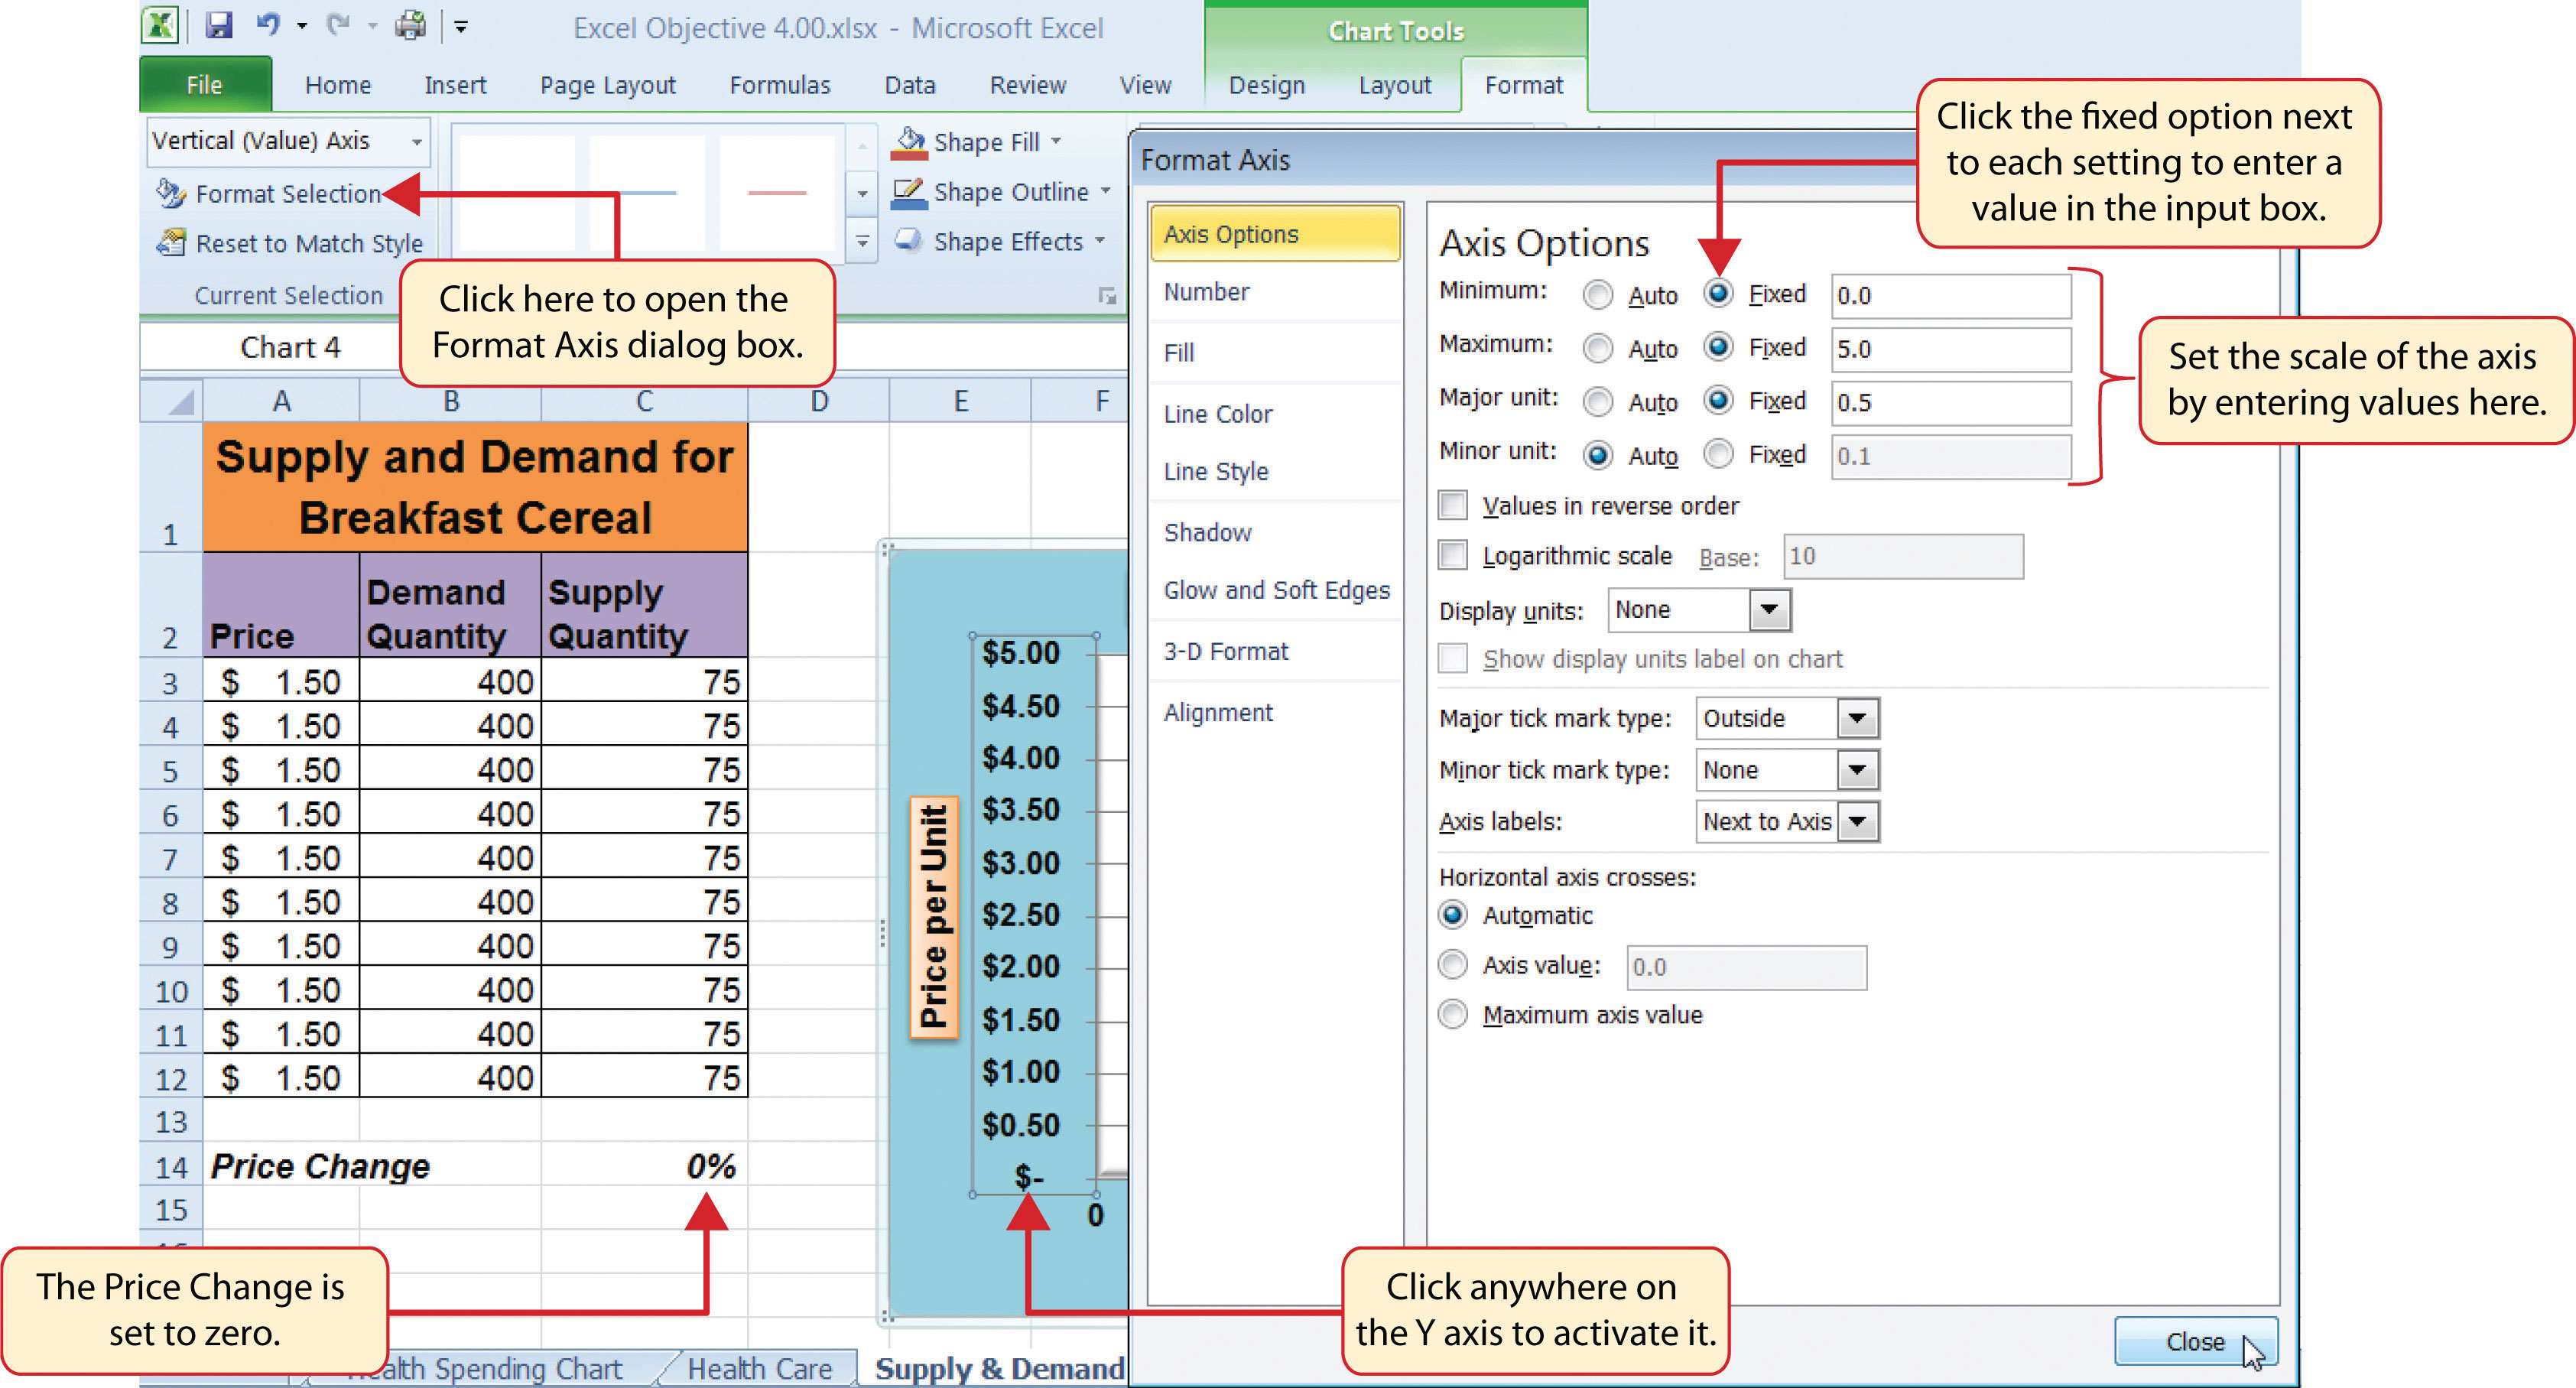 Excel Objective 4.00.xlsx - Microsoft Excel
Chart Tools
File Home Insert Page Layout Formulas Data Review View Design Layout Format
Vertical (Value) Axis
Format Selection
Reset to Match Style
Current Selection
Shape Fill
Shape Outline
Shape Effects
Click here to open the
Format Axis dialog box.
Click the fixed option next
to each setting to enter a
value in the input box.
Set the scale of the axis
by entering values here.
Chart 4
A B C D E F
1 Supply and Demand for
Breakfast Cereal
2 Price Demand Quantity Supply Quantity
3 $ 1.50 400 75
4 $ 1.50 400 75
5 $ 1.50 400 75
6 $ 1.50 400 75
7 $ 1.50 400 75
8 $ 1.50 400 75
9 $ 1.50 400 75
10 $ 1.50 400 75
11 $ 1.50 400 75
12 $ 1.50 400 75
13
14 Price Change 0%
15
The Price Change is
set to zero.
Price per Unit
$5.00
$4.50
$4.00
$3.50
$3.00
$2.50
$2.00
$1.50
$1.00
$0.50
$-
0
Click anywhere on
the Y axis to activate it.
Spending Chart Health Care Supply & Demand
Format Axis
Axis Options
Number
Fill
Line Color
Line Style
Shadow
Glow and Soft Edges
3-D Format
Alignment
Axis Options
Minimum: Auto Fixed 0.0
Maximum: Auto Fixed 5.0
Major unit: Auto Fixed 0.5
Minor unit: Auto Fixed 0.1
Values in reverse order
Logarithmic scale Base: 10
Display units: None
Show display units label on chart
Major tick mark type: Outside
Minor tick mark type: None
Axis labels: Next to Axis
Horizontal axis crosses:
Automatic
Axis value: 0.0
Maximum axis value
Close